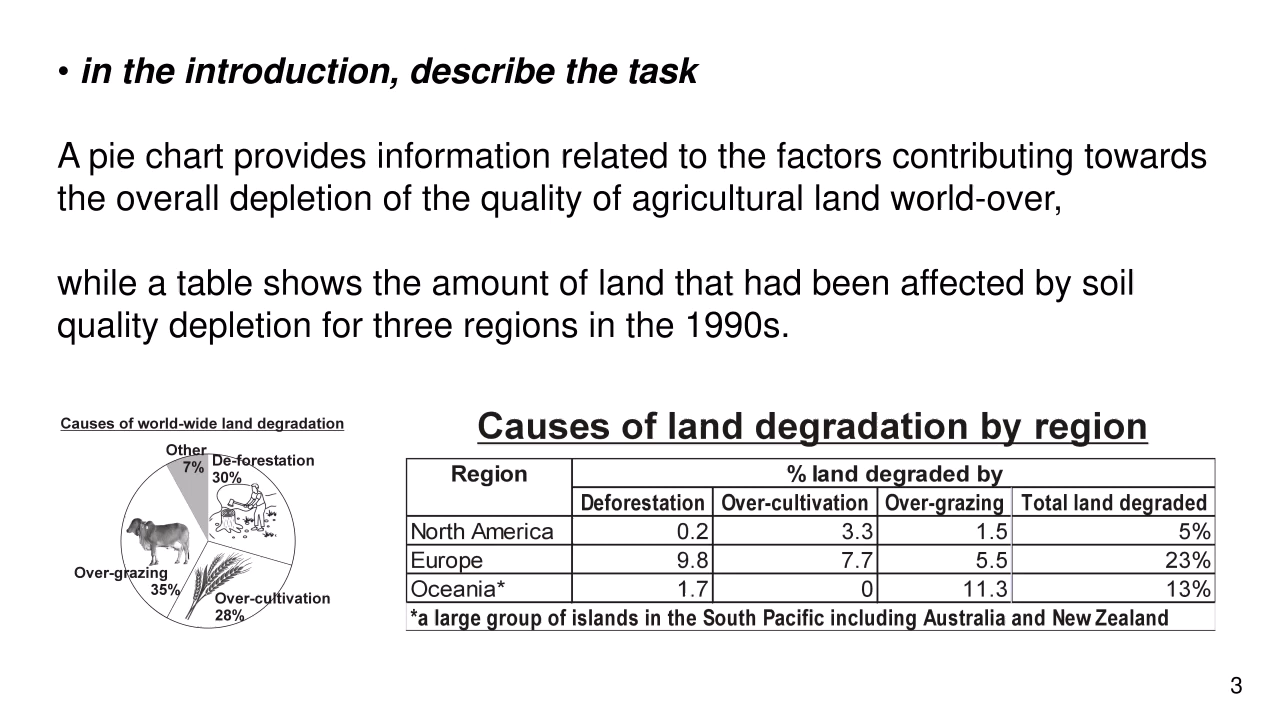 • in the introduction, describe the task
A pie chart provides information related to the factors contributing towards
the overall depletion of the quality of agricultural land world-over,
while a table shows the amount of land that had been affected by soil
quality depletion for three regions in the 1990s.
Causes of world-wide land degradation
Other
7%
De-forestation
30%
Over-grazing
35%
Over-cultivation
28%
Causes of land degradation by region
Region % land degraded by
Deforestation Over-cultivation Over-grazing Total land degraded
North America 0.2 3.3 1.5 5%
Europe 9.8 7.7 5.5 23%
Oceania* 1.7 0 11.3 13%
*a large group of islands in the South Pacific including Australia and New Zealand
3